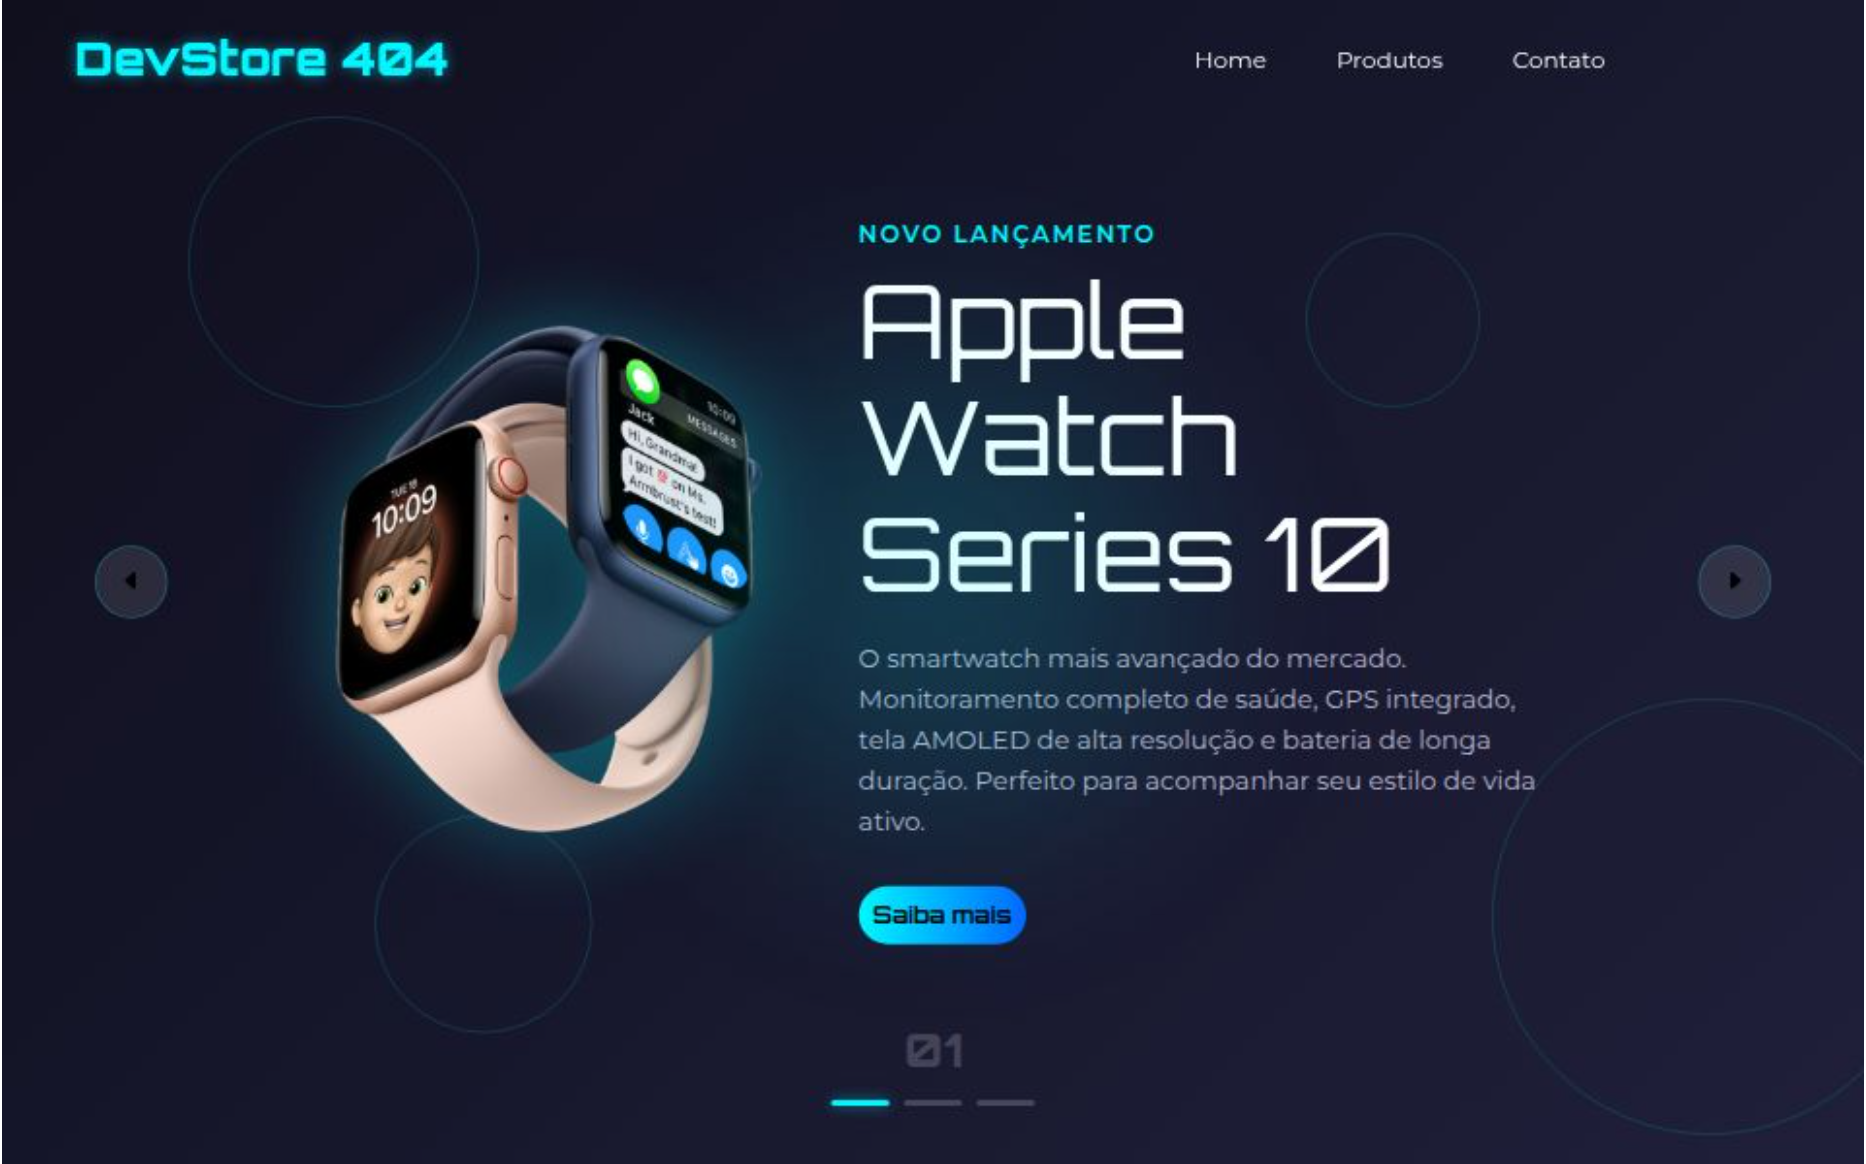 DevStore 404
Home
Produtos
Contato
NOVO LANÇAMENTO
Apple
Watch
Series 10
O smartwatch mais avançado do mercado.
Monitoramento completo de saúde, GPS integrado,
tela AMOLED de alta resolução e bateria de longa
duração. Perfeito para acompanhar seu estilo de vida
ativo.
Saiba mais
01
TUE 18
10:09
10:09
Jack
MESSAGES
Hi, Grandma!
I got 💯 on Ms.
Armbrust's test!